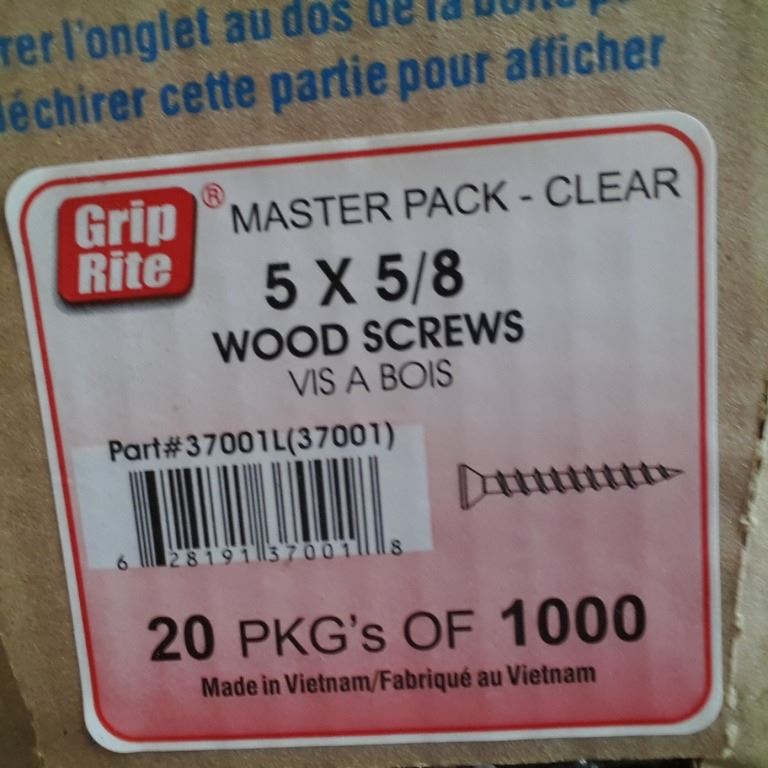 l'onglet au dos de la
déchirer cette partie pour afficher
Grip Rite®
MASTER PACK - CLEAR
5 X 5/8
WOOD SCREWS
VIS A BOIS
Part#37001L(37001)
6 28191 37001 8
20 PKG's OF 1000
Made in Vietnam/Fabriqué au Vietnam